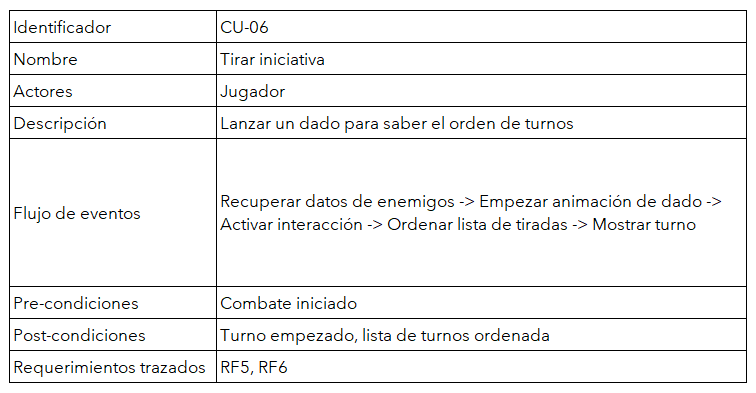 Identificador CU-06
Nombre Tirar iniciativa
Actores Jugador
Descripción Lanzar un dado para saber el orden de turnos
Flujo de eventos Recuperar datos de enemigos -> Empezar animación de dado ->
Activar interacción -> Ordenar lista de tiradas -> Mostrar turno
Pre-condiciones Combate iniciado
Post-condiciones Turno empezado, lista de turnos ordenada
Requerimientos trazados RF5, RF6